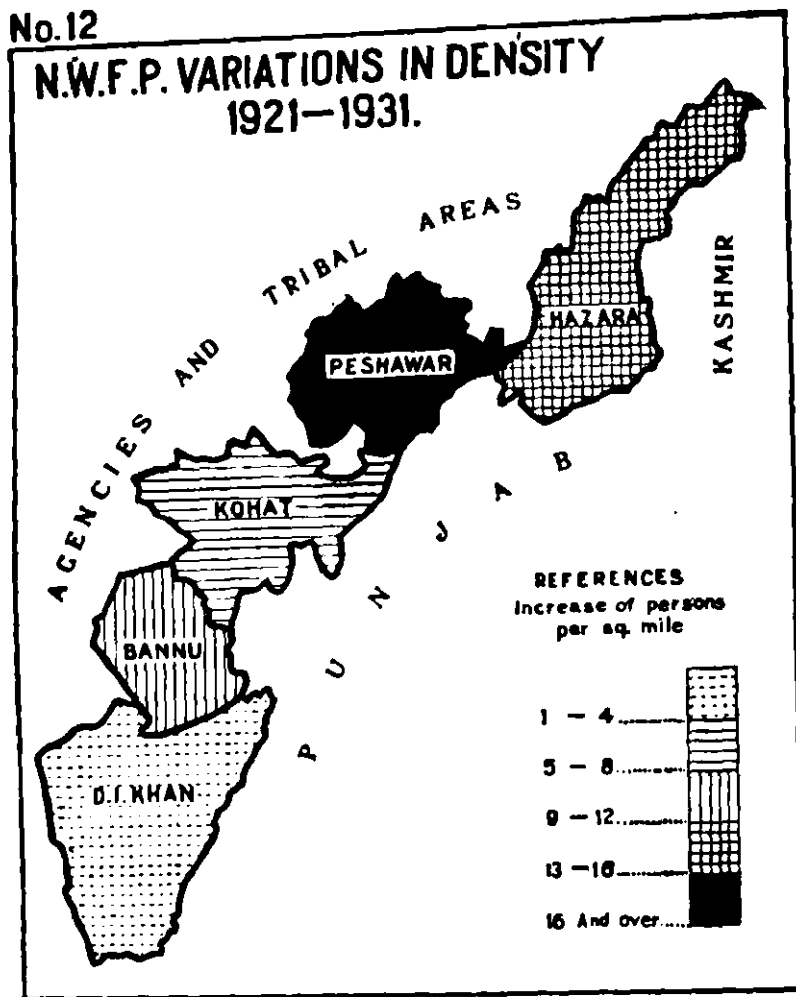 No.12
N.W.F.P. VARIATIONS IN DENSITY
1921—1931.
AGENCIES AND TRIBAL AREAS
KASHMIR
HAZARA
PESHAWAR
KOHAT
BANNU
D.I.KHAN
PUNJAB
REFERENCES
Increase of persons
per sq. mile
1 — 4
5 — 8
9 — 12
13 — 16
16 And over